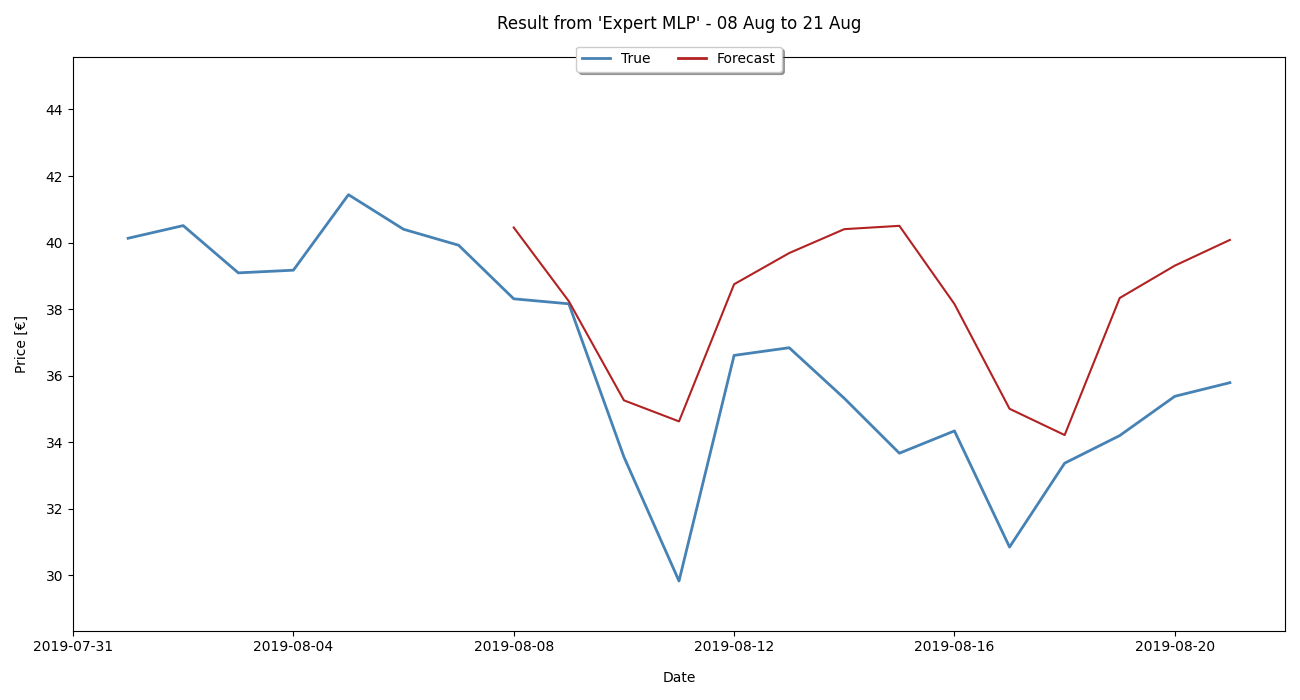 Result from 'Expert MLP' - 08 Aug to 21 Aug
True Forecast
44
42
40
38
36
34
32
30
Price [€]
2019-07-31 2019-08-04 2019-08-08 2019-08-12 2019-08-16 2019-08-20
Date